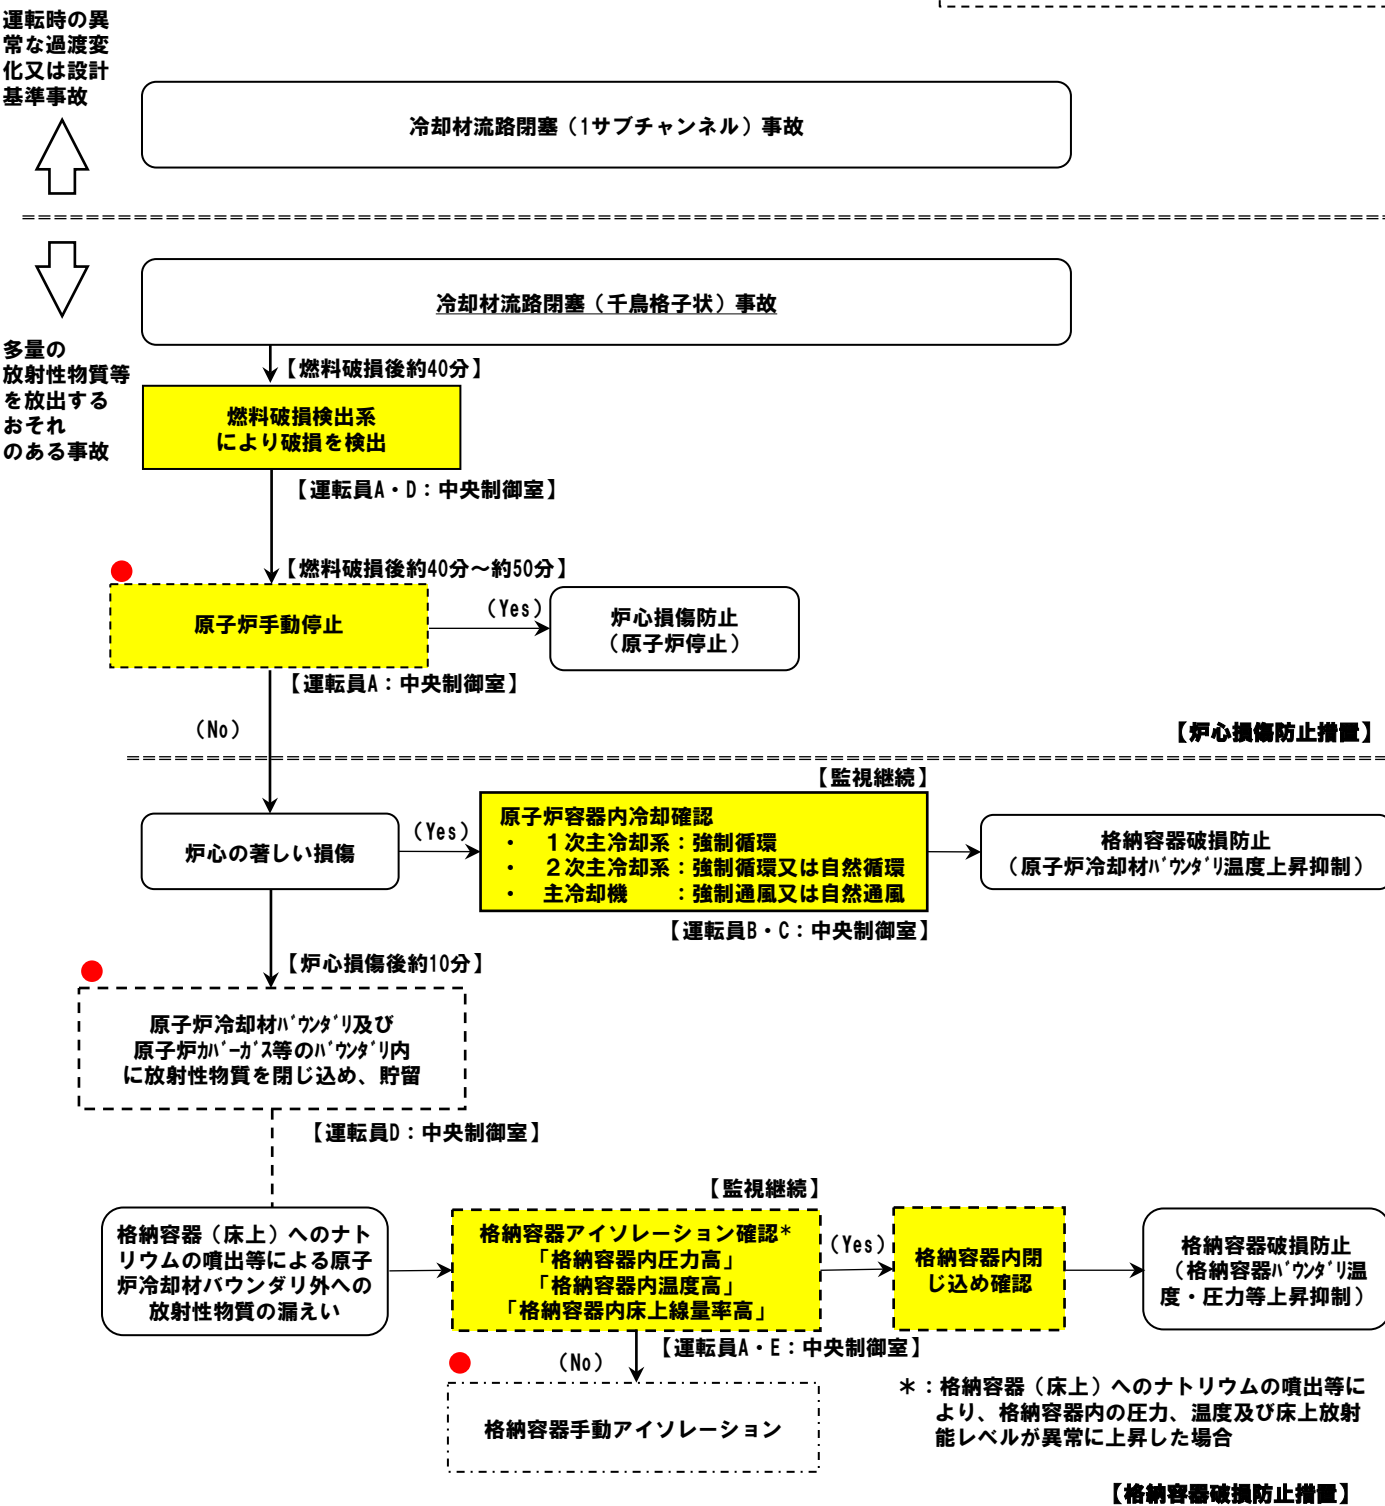 運転時の異
常な過渡変
化又は設計
基準事故
冷却材流路閉塞（1サブチャンネル）事故
冷却材流路閉塞（千鳥格子状）事故
多量の
放射性物質等
を放出する
おそれ
のある事故
【燃料破損後約40分】
燃料破損検出系
により破損を検出
【運転員A・D：中央制御室】
【燃料破損後約40分～約50分】
原子炉手動停止
（Yes）
炉心損傷防止
（原子炉停止）
【運転員A：中央制御室】
（No）
【炉心損傷防止措置】
【監視継続】
炉心の著しい損傷
（Yes）
原子炉容器内冷却確認
・　１次主冷却系：強制循環
・　２次主冷却系：強制循環又は自然循環
・　主冷却機　　：強制通風又は自然通風
格納容器破損防止
（原子炉冷却材ﾊﾞｳﾝﾀﾞﾘ温度上昇抑制）
【運転員B・C：中央制御室】
【炉心損傷後約10分】
原子炉冷却材ﾊﾞｳﾝﾀﾞﾘ及び
原子炉ｶﾊﾞｰｶﾞｽ等のﾊﾞｳﾝﾀﾞﾘ内
に放射性物質を閉じ込め、貯留
【運転員D：中央制御室】
【監視継続】
格納容器（床上）へのナト
リウムの噴出等による原子
炉冷却材バウンダリ外への
放射性物質の漏えい
格納容器アイソレーション確認＊
「格納容器内圧力高」
「格納容器内温度高」
「格納容器内床上線量率高」
（Yes）
格納容器内閉
じ込め確認
格納容器破損防止
（格納容器ﾊﾞｳﾝﾀﾞﾘ温
度・圧力等上昇抑制）
【運転員A・E：中央制御室】
（No）
格納容器手動アイソレーション
＊：格納容器（床上）へのナトリウムの噴出等に
より、格納容器内の圧力、温度及び床上放射
能レベルが異常に上昇した場合
【格納容器破損防止措置】